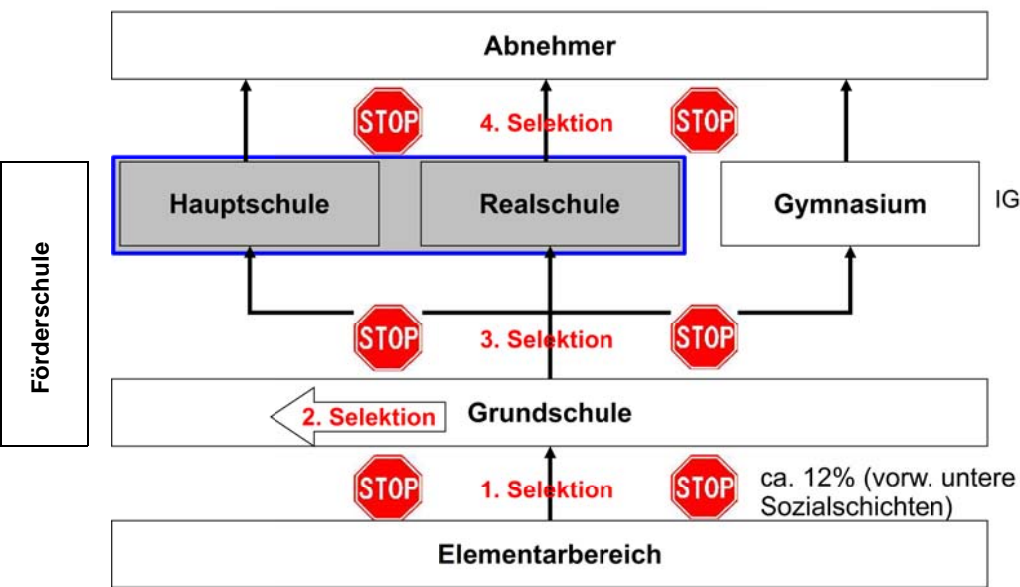 Abnehmer
STOP
4. Selektion
STOP
Förderschule
Hauptschule
Realschule
Gymnasium
IG
STOP
3. Selektion
STOP
2. Selektion
Grundschule
STOP
1. Selektion
STOP
ca. 12% (vorw. untere
Sozialschichten)
Elementarbereich